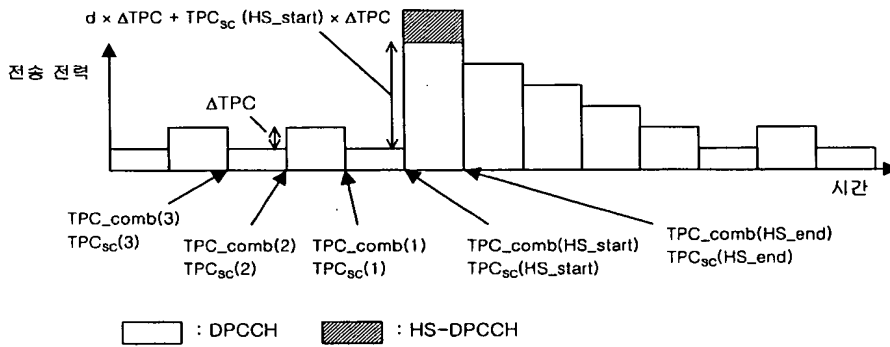 d × ΔTPC + TPCsc (HS_start) × ΔTPC
전송 전력
ΔTPC
시간
TPC_comb(3)
TPCsc(3)
TPC_comb(2)
TPCsc(2)
TPC_comb(1)
TPCsc(1)
TPC_comb(HS_start)
TPCsc(HS_start)
TPC_comb(HS_end)
TPCsc(HS_end)
: DPCCH
: HS-DPCCH